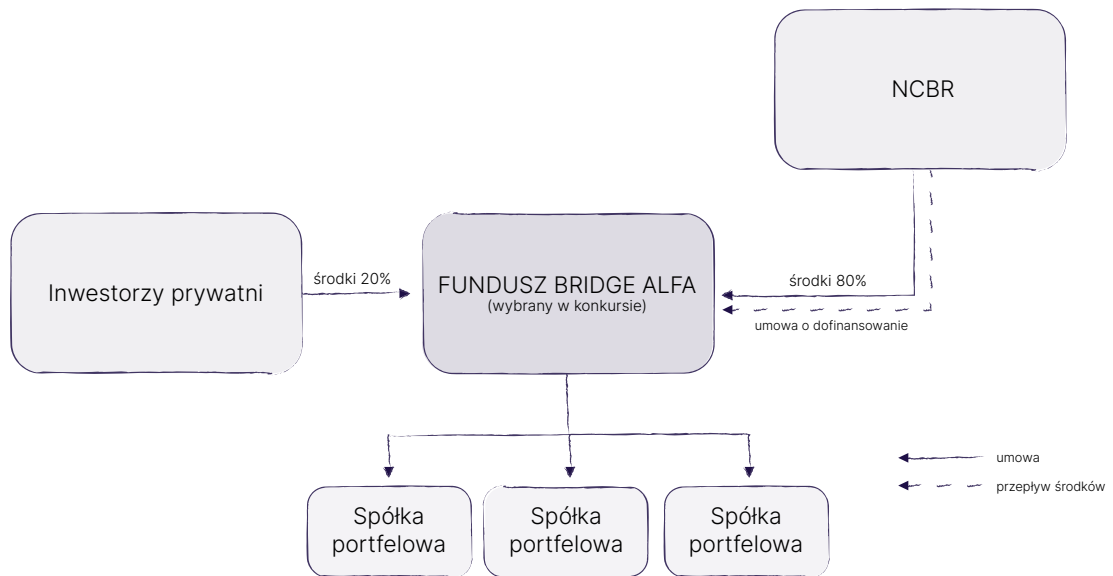 NCBR
Inwestorzy prywatni
środki 20%
FUNDUSZ BRIDGE ALFA
(wybrany w konkursie)
środki 80%
umowa o dofinansowanie
umowa
przepływ środków
Spółka
portfelowa
Spółka
portfelowa
Spółka
portfelowa